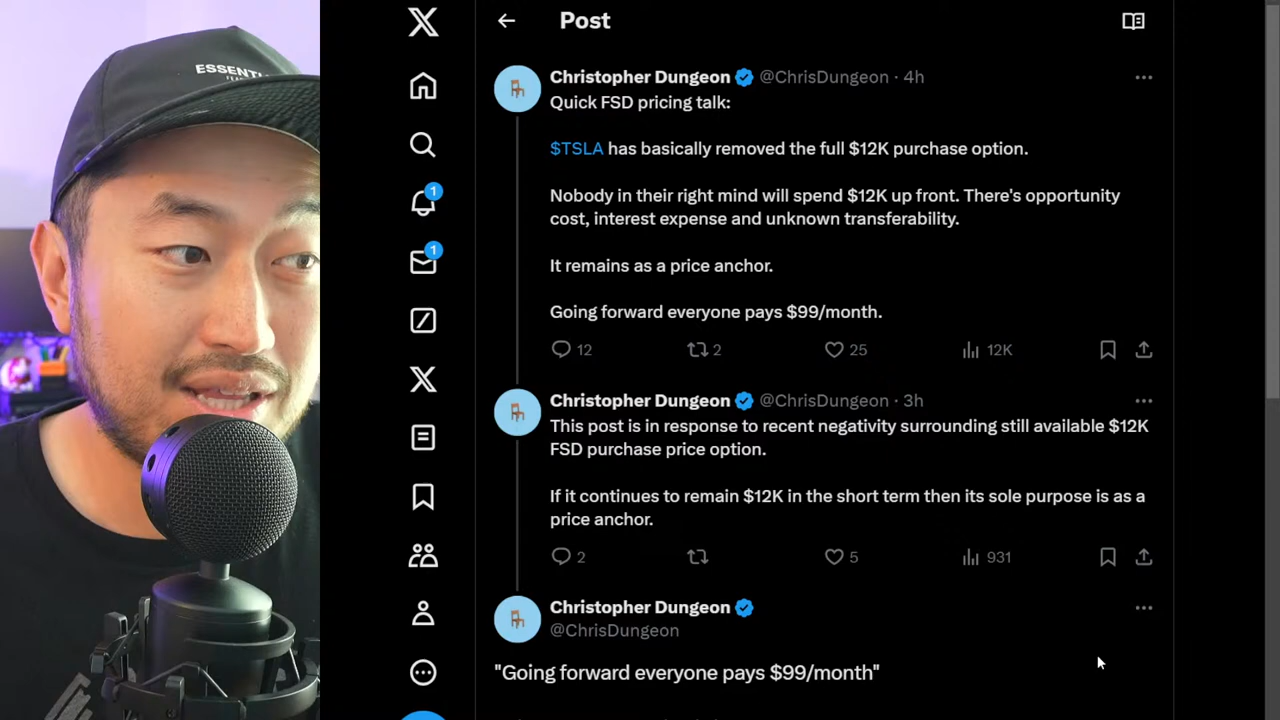 ESSENTI
Post
Christopher Dungeon @ChrisDungeon · 4h
Quick FSD pricing talk:
$TSLA has basically removed the full $12K purchase option.
Nobody in their right mind will spend $12K up front. There's opportunity
cost, interest expense and unknown transferability.
It remains as a price anchor.
Going forward everyone pays $99/month.
12 2 25 12K
Christopher Dungeon @ChrisDungeon · 3h
This post is in response to recent negativity surrounding still available $12K
FSD purchase price option.
If it continues to remain $12K in the short term then its sole purpose is as a
price anchor.
2 5 931
Christopher Dungeon
@ChrisDungeon
"Going forward everyone pays $99/month"
1
1